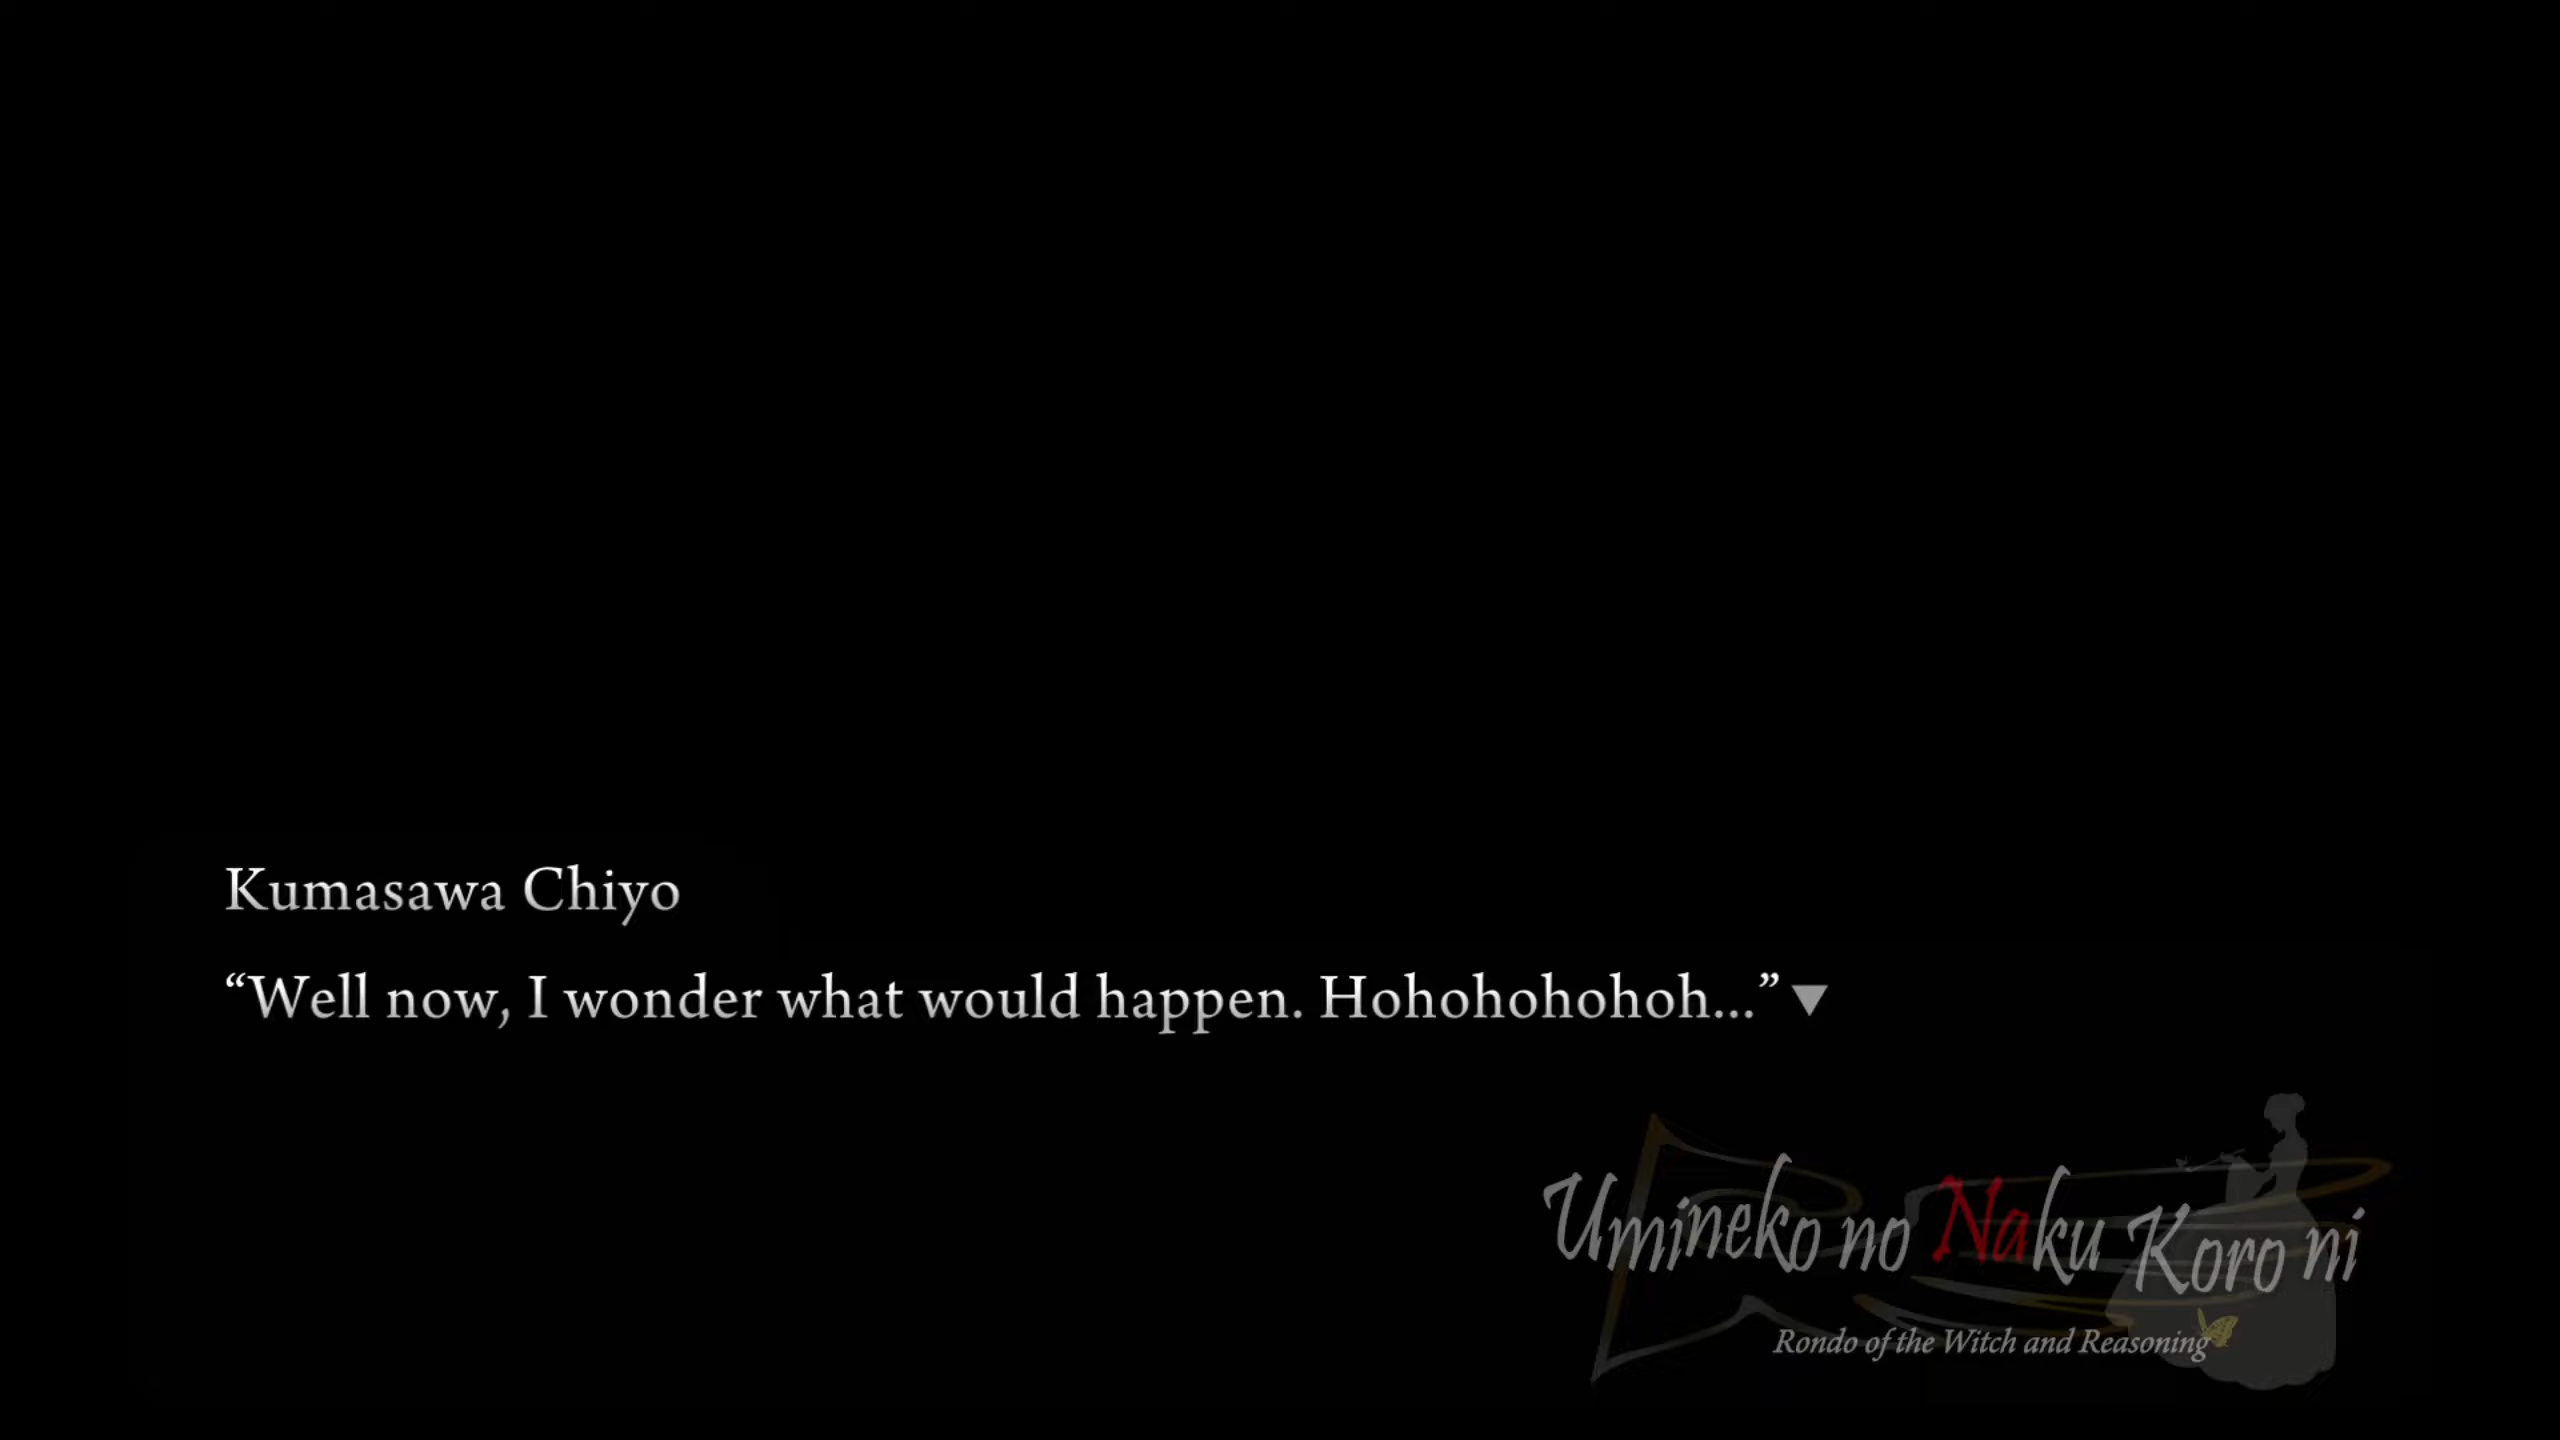 Kumasawa Chiyo
“Well now, I wonder what would happen. Hohohohohoh...”
Umineko no Naku Koro ni
Rondo of the Witch and Reasoning